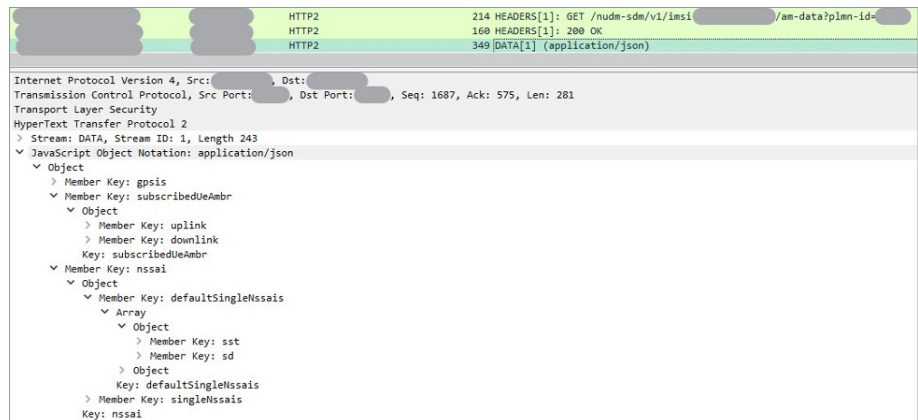 HTTP2 214 HEADERS[1]: GET /nudm-sdm/v1/imsi /am-data?plmn-id=
HTTP2 160 HEADERS[1]: 200 OK
HTTP2 349 DATA[1] (application/json)
Internet Protocol Version 4, Src: , Dst:
Transmission Control Protocol, Src Port: , Dst Port: , Seq: 1687, Ack: 575, Len: 281
Transport Layer Security
HyperText Transfer Protocol 2
> Stream: DATA, Stream ID: 1, Length 243
JavaScript Object Notation: application/json
Object
> Member Key: gpsis
Member Key: subscribedUeAmbr
Object
> Member Key: uplink
> Member Key: downlink
Key: subscribedUeAmbr
Member Key: nssai
Object
Member Key: defaultSingleNssais
Array
Object
> Member Key: sst
> Member Key: sd
> Object
Key: defaultSingleNssais
> Member Key: singleNssais
Key: nssai